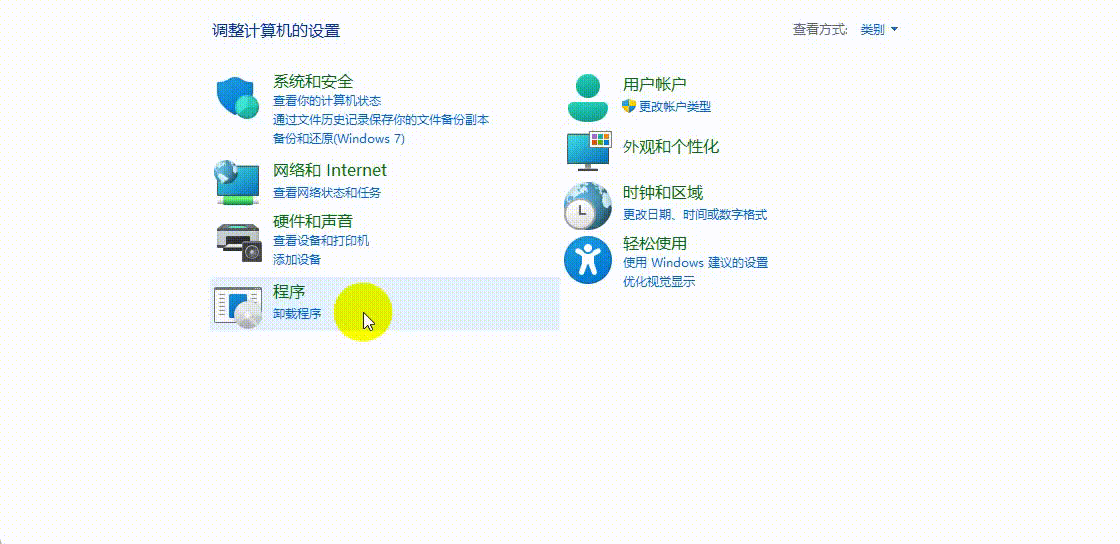 调整计算机的设置
查看方式: 类别
系统和安全
查看你的计算机状态
通过文件历史记录保存你的文件备份副本
备份和还原(Windows 7)
网络和 Internet
查看网络状态和任务
硬件和声音
查看设备和打印机
添加设备
程序
卸载程序
用户帐户
更改帐户类型
外观和个性化
时钟和区域
更改日期、时间或数字格式
轻松使用
使用 Windows 建议的设置
优化视觉显示